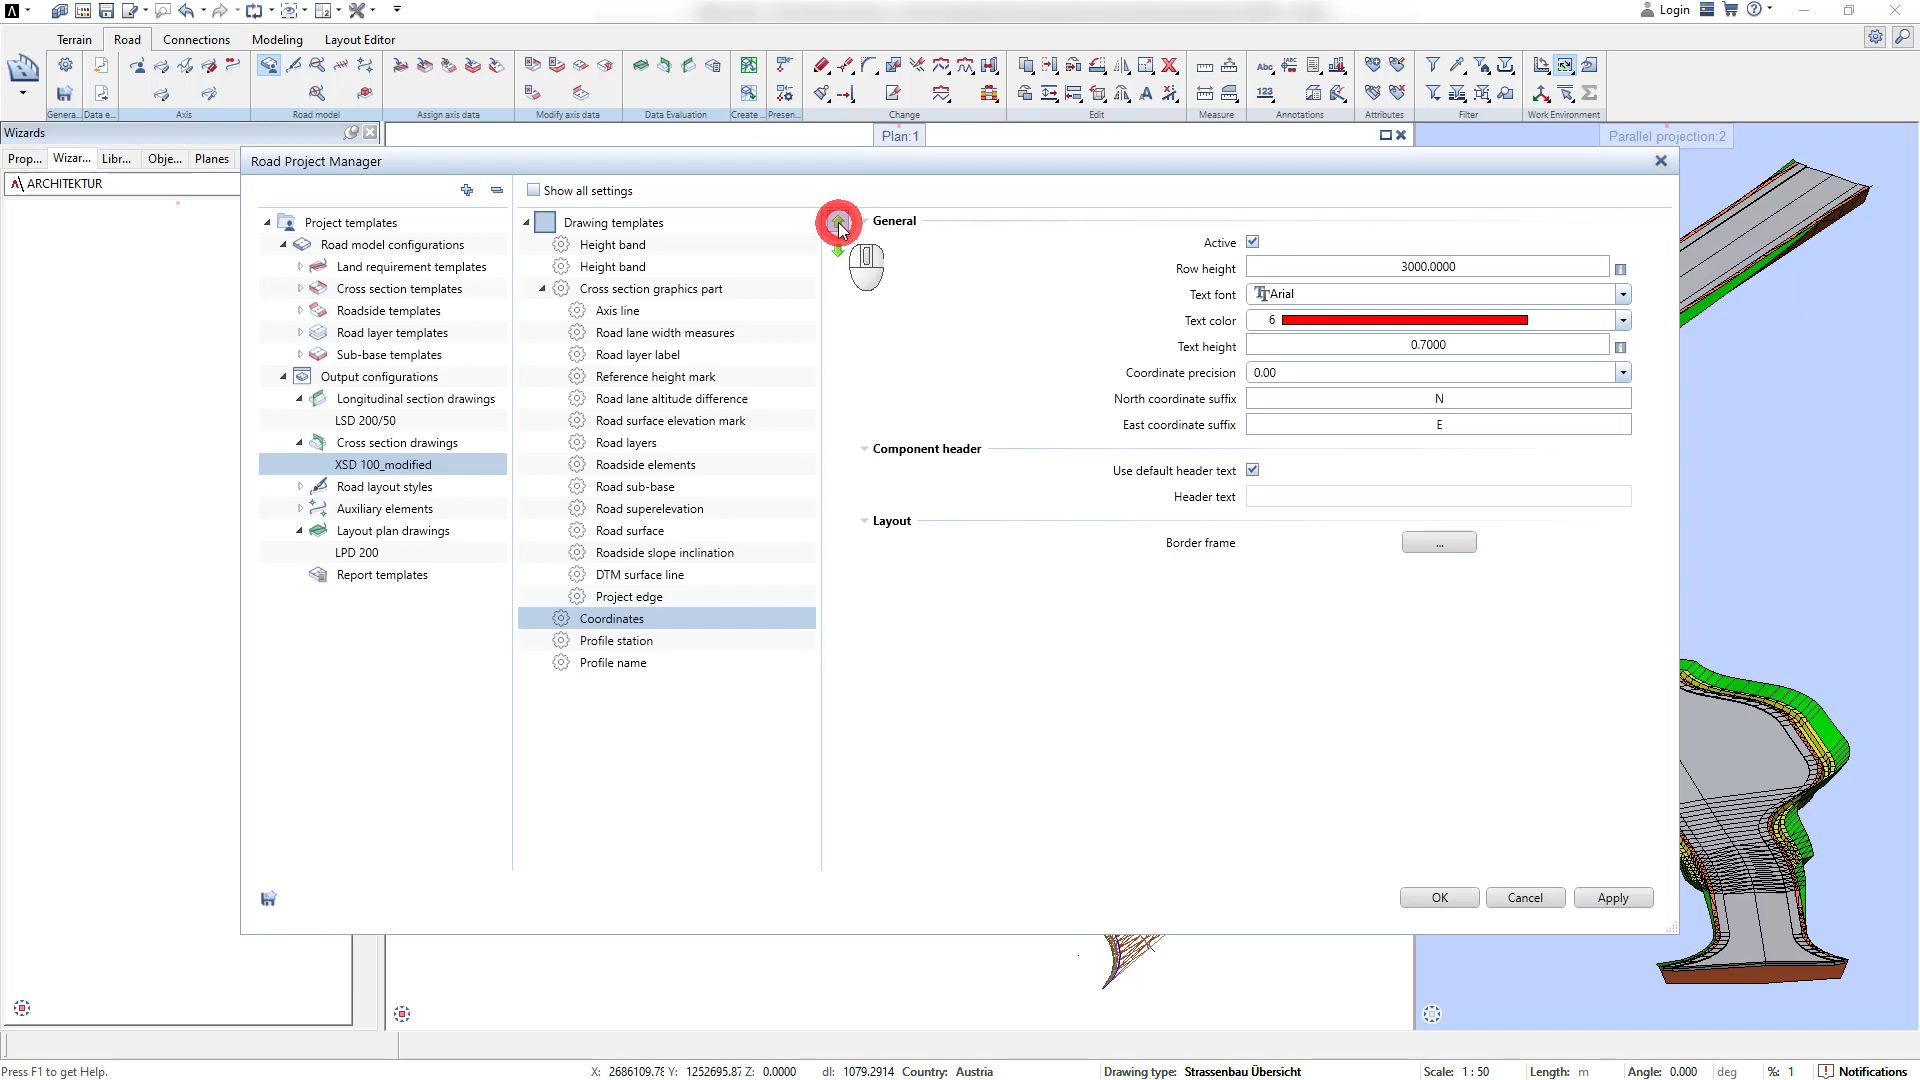 Login
Terrain
Road
Connections
Modeling
Layout Editor
Abc
ABC
123
Genera...
Data e...
Axis
Road model
Assign axis data
Modify axis data
Data Evaluation
Create ...
Presen...
Change
Edit
Measure
Annotations
Attributes
Filter
Work Environment
Wizards
Prop...
Wizar...
Libr...
Obje...
Planes
ARCHITEKTUR
Plan:1
Parallel projection:2
Road Project Manager
Project templates
Road model configurations
Land requirement templates
Cross section templates
Roadside templates
Road layer templates
Sub-base templates
Output configurations
Longitudinal section drawings
LSD 200/50
Cross section drawings
XSD 100_modified
Road layout styles
Auxiliary elements
Layout plan drawings
LPD 200
Report templates
Show all settings
Drawing templates
Height band
Height band
Cross section graphics part
Axis line
Road lane width measures
Road layer label
Reference height mark
Road lane altitude difference
Road surface elevation mark
Road layers
Roadside elements
Road sub-base
Road superelevation
Road surface
Roadside slope inclination
DTM surface line
Project edge
Coordinates
Profile station
Profile name
General
Active
Row height 3000.0000
Text font Arial
Text color 6
Text height 0.7000
Coordinate precision 0.00
North coordinate suffix N
East coordinate suffix E
Component header
Use default header text
Header text
Layout
Border frame ...
OK Cancel Apply
Press F1 to get Help.
X: 2686109.78 Y: 1252695.87 Z: 0.0000 dl: 1079.2914 Country: Austria Drawing type: Strassenbau Übersicht Scale: 1 : 50 Length: m Angle: 0.000 deg %: 1 Notifications